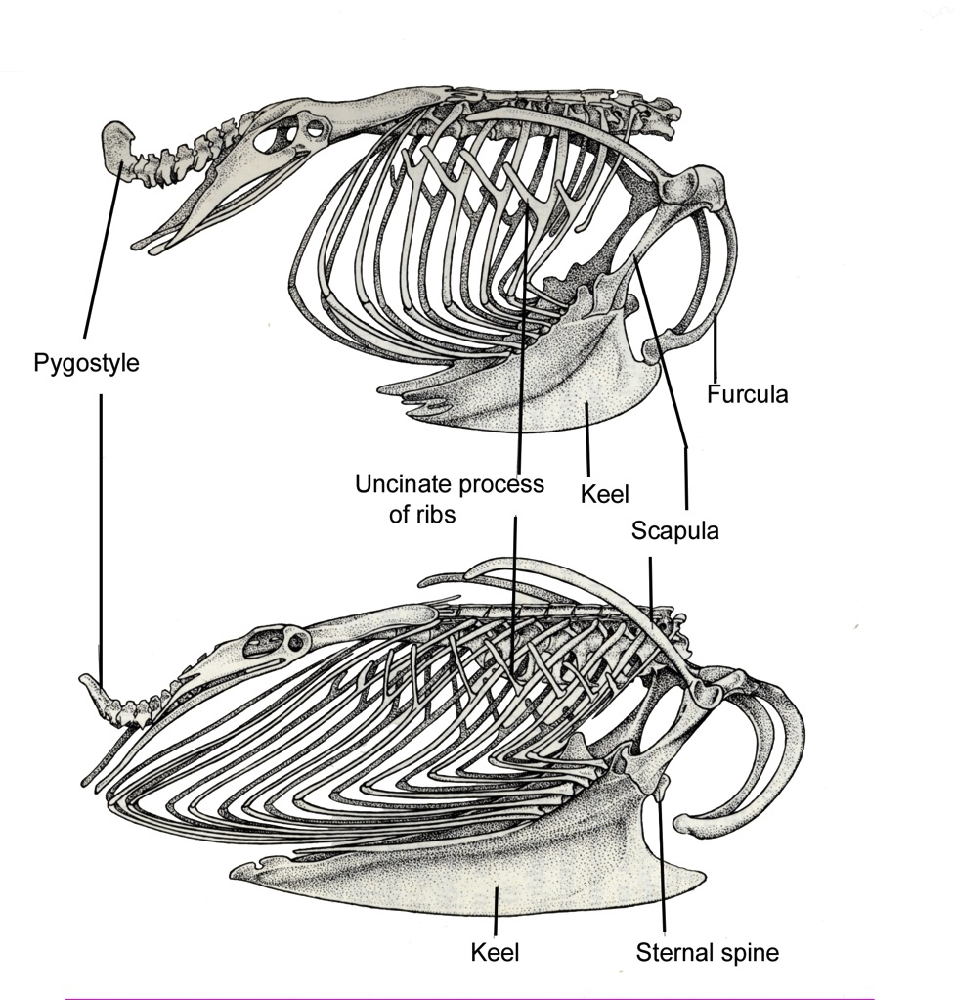 Pygostyle
Furcula
Uncinate process
of ribs
Keel
Scapula
Keel
Sternal spine